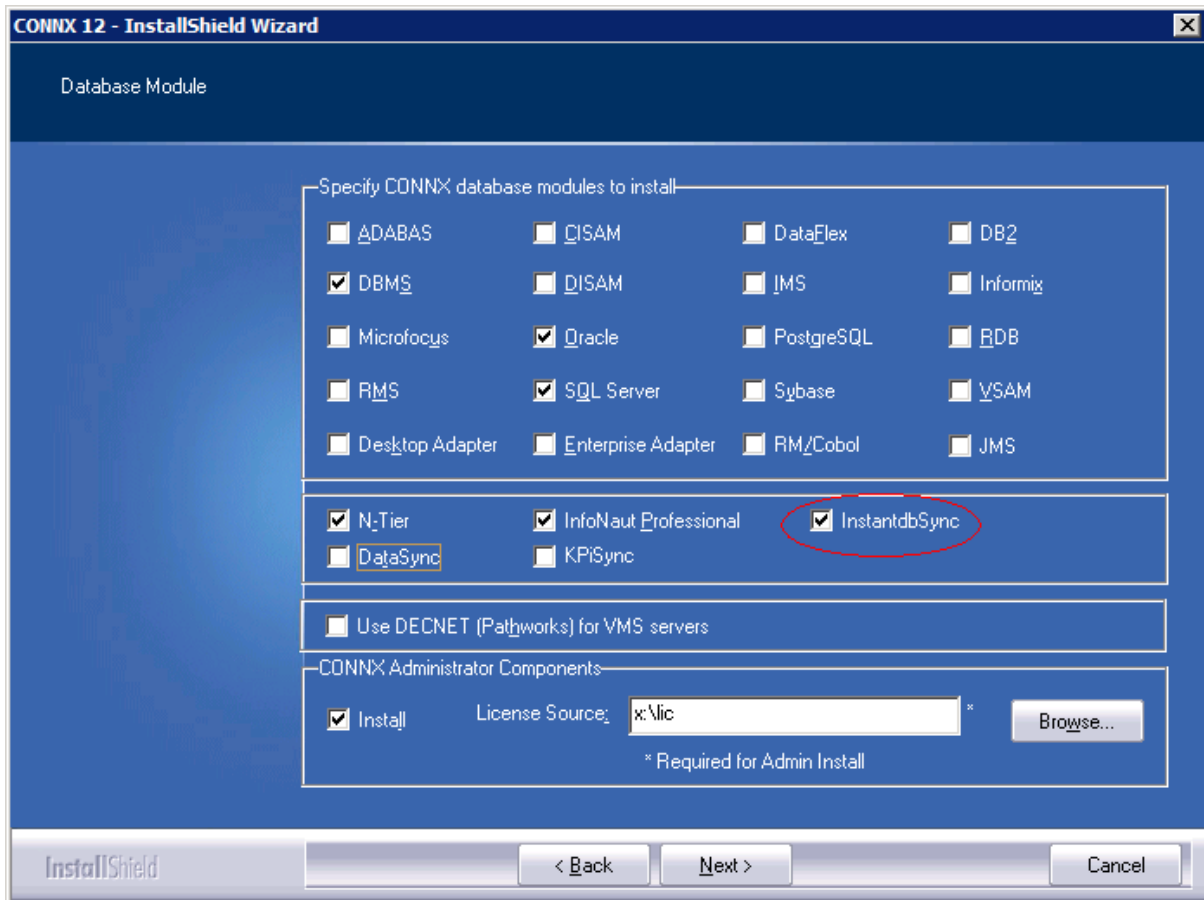 CONNX 12 - InstallShield Wizard
Database Module
Specify CONNX database modules to install
ADABAS CISAM DataFlex DB2
DBMS DISAM IMS Informix
Microfocus Oracle PostgreSQL RDB
RMS SQL Server Sybase VSAM
Desktop Adapter Enterprise Adapter RM/Cobol JMS
N-Tier InfoNaut Professional InstantdbSync
DataSync KPiSync
Use DECNET (Pathworks) for VMS servers
CONNX Administrator Components
Install License Source: x:\lic * Browse...
* Required for Admin Install
InstallShield < Back Next > Cancel